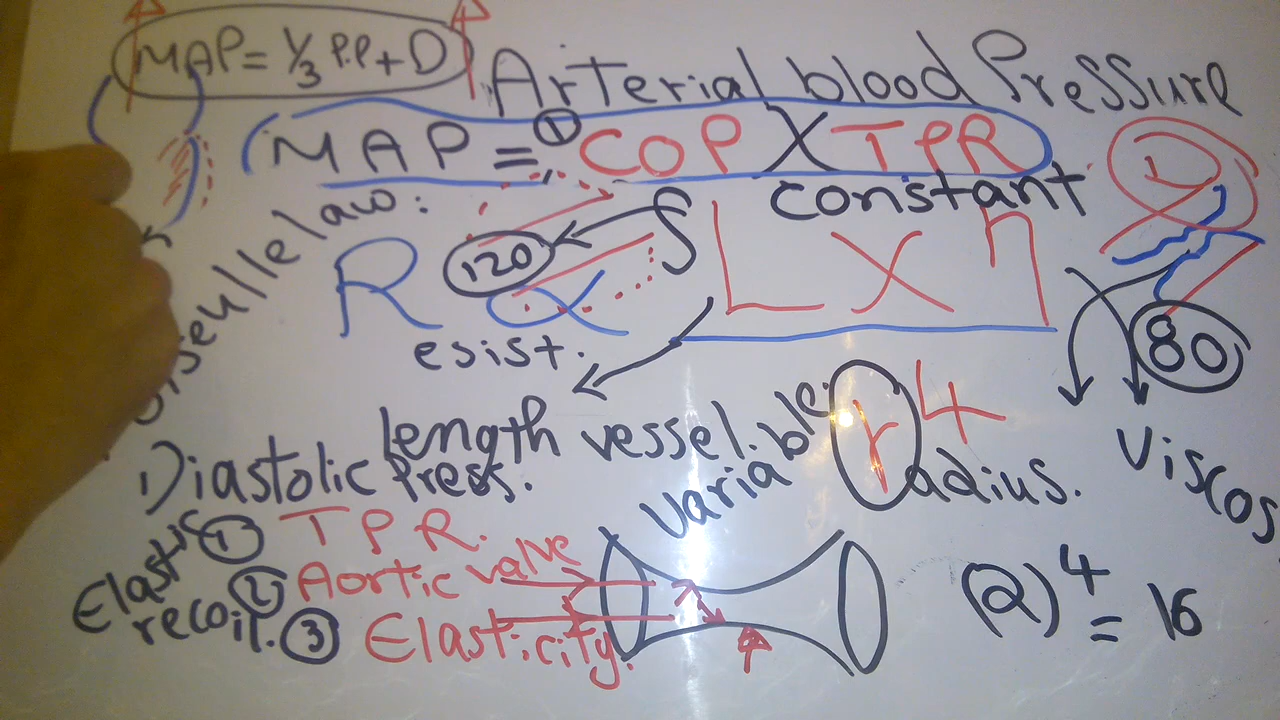 MAP = 1/3 P.P + D
Arterial blood Pressure
MAP = ① COP X TPR
constant
law:
R 120 ∝ S L X η
esist.
80
length vessel.
variable.
r4
adius.
Viscos
Diastolic Press.
① TPR.
Elastic recoil.
② Aortic valve
③ Elasticity.
(2)4 = 16